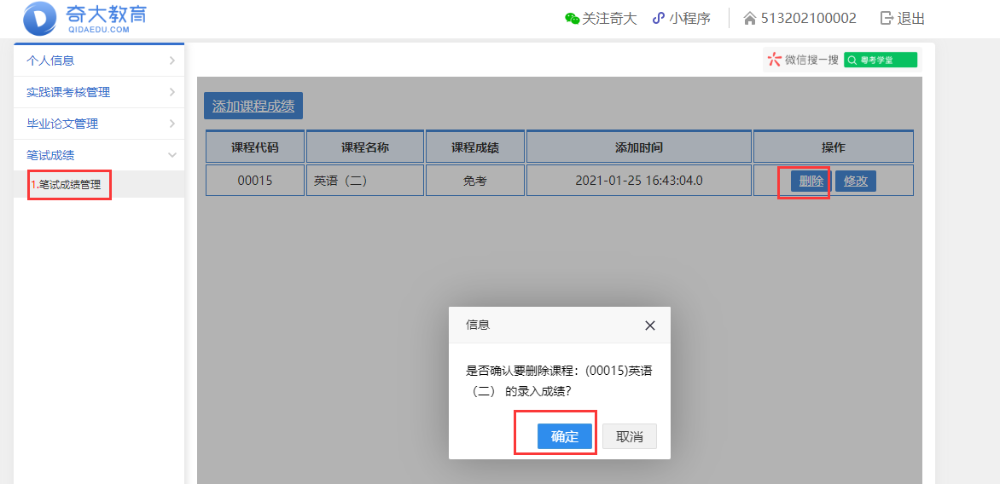 奇大教育
QIDAEDU.COM
关注奇大 小程序 513202100002 退出
个人信息
实践课考核管理
毕业论文管理
笔试成绩
1.笔试成绩管理
微信搜一搜 粤考学堂
添加课程成绩
课程代码 课程名称 课程成绩 添加时间 操作
00015 英语（二） 免考 2021-01-25 16:43:04.0 删除 修改
信息
是否确认要删除课程：(00015)英语
（二） 的录入成绩？
确定 取消